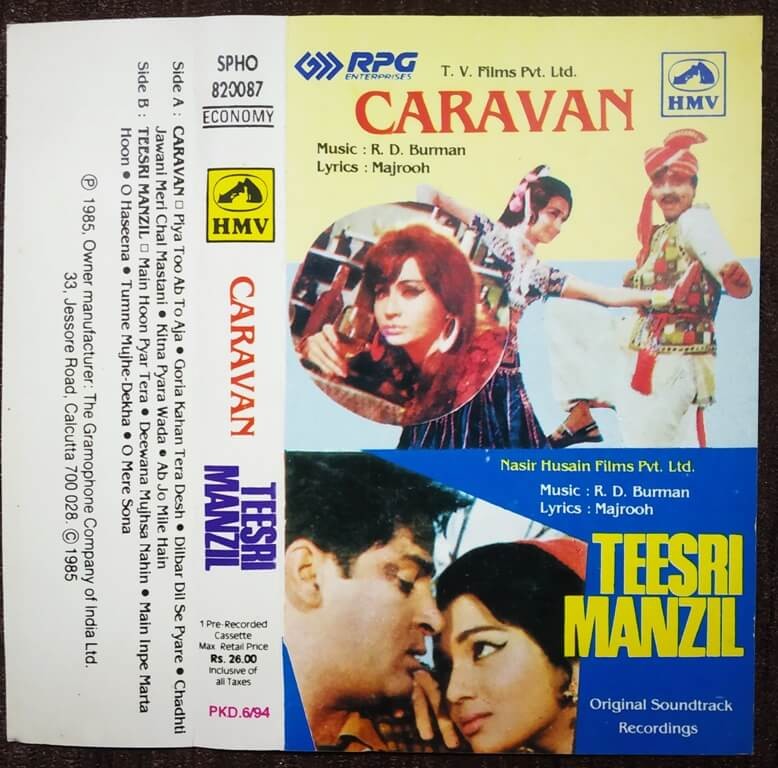 Side A : CARAVAN □ Piya Too Ab To Aja ● Goria Kahan Tera Desh ● Dilbar Dil Se Pyare ● Chadhti
Jawani Meri Chal Mastani ● Kitna Pyara Wada ● Ab Jo Mile Hain
Side B : TEESRI MANZIL □ Main Hoon Pyar Tera ● Deewana Mujhsa Nahin ● Main Inpe Marta
Hoon ● O Haseena ● Tumne Mujhe-Dekha ● O Mere Sona
℗ 1985, Owner manufacturer: The Gramophone Company of India Ltd.
33, Jessore Road, Calcutta 700 028. © 1985
SPHO
820087
ECONOMY
HMV
CARAVAN
TEESRI
MANZIL
1 Pre-Recorded
Cassette
Max. Retail Price
Rs. 26.00
Inclusive of
all Taxes
PKD.6/94
RPG
ENTERPRISES
T. V. Films Pvt. Ltd.
HMV
CARAVAN
Music : R. D. Burman
Lyrics : Majrooh
Nasir Husain Films Pvt. Ltd.
Music : R. D. Burman
Lyrics : Majrooh
TEESRI
MANZIL
Original Soundtrack
Recordings